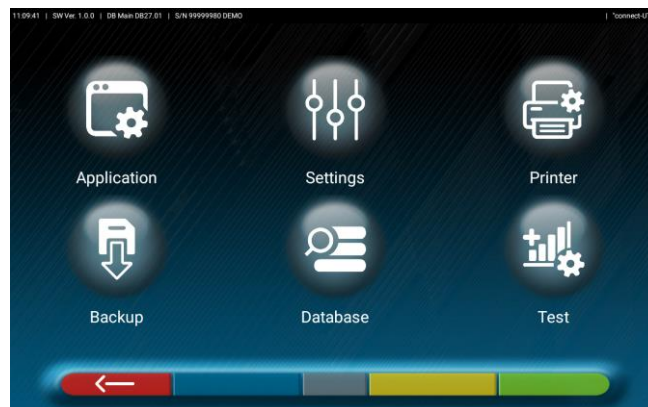 11:09:41 | SW Ver. 1.0.0 | DB Main DB27.01 | S/N 99999980 DEMO | "connect-U
Application Settings Printer
Backup Database Test